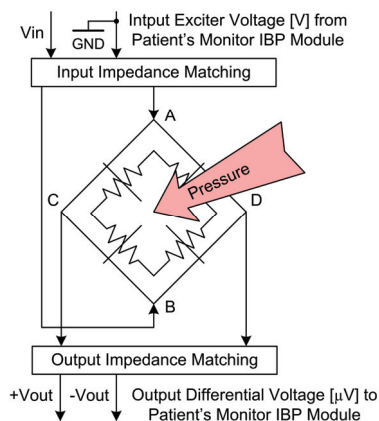 Vin
GND
Intput Exciter Voltage [V] from
Patient's Monitor IBP Module
Input Impedance Matching
A
Pressure
C
D
B
Output Impedance Matching
+Vout
-Vout
Output Differential Voltage [µV] to
Patient's Monitor IBP Module